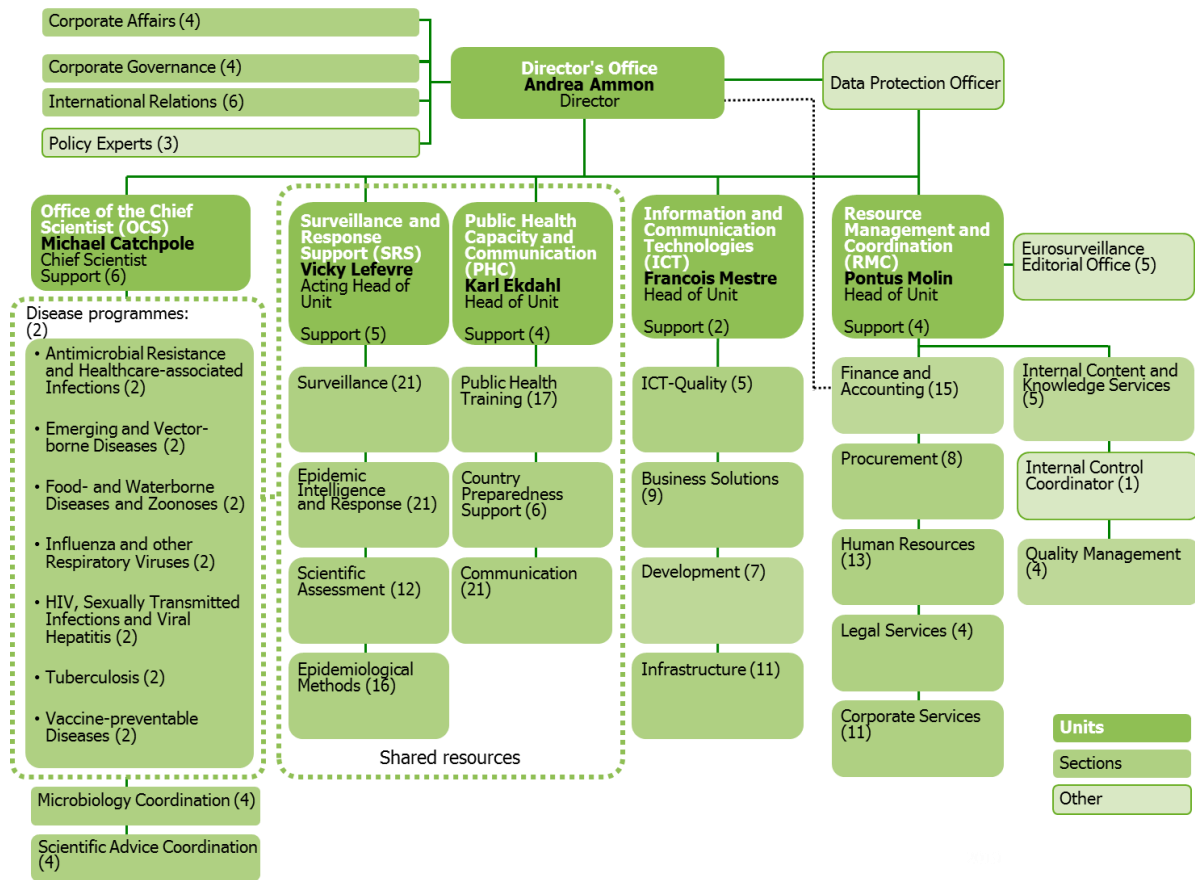 Corporate Affairs (4)
Corporate Governance (4)
International Relations (6)
Policy Experts (3)
Director's Office
Andrea Ammon
Director
Data Protection Officer
Office of the Chief
Scientist (OCS)
Michael Catchpole
Chief Scientist
Support (6)
Disease programmes:
(2)
• Antimicrobial Resistance
and Healthcare-associated
Infections (2)
• Emerging and Vector-
borne Diseases (2)
• Food- and Waterborne
Diseases and Zoonoses (2)
• Influenza and other
Respiratory Viruses (2)
• HIV, Sexually Transmitted
Infections and Viral
Hepatitis (2)
• Tuberculosis (2)
• Vaccine-preventable
Diseases (2)
Microbiology Coordination (4)
Scientific Advice Coordination
(4)
Surveillance and
Response
Support (SRS)
Vicky Lefevre
Acting Head of
Unit
Support (5)
Surveillance (21)
Epidemic
Intelligence
and Response (21)
Scientific
Assessment (12)
Epidemiological
Methods (16)
Public Health
Capacity and
Communication
(PHC)
Karl Ekdahl
Head of Unit
Support (4)
Public Health
Training (17)
Country
Preparedness
Support (6)
Communication
(21)
Shared resources
Information and
Communication
Technologies
(ICT)
Francois Mestre
Head of Unit
Support (2)
ICT-Quality (5)
Business Solutions
(9)
Development (7)
Infrastructure (11)
Resource
Management and
Coordination
(RMC)
Pontus Molin
Head of Unit
Support (4)
Eurosurveillance
Editorial Office (5)
Finance and
Accounting (15)
Procurement (8)
Human Resources
(13)
Legal Services (4)
Corporate Services
(11)
Internal Content and
Knowledge Services
(5)
Internal Control
Coordinator (1)
Quality Management
(4)
Units
Sections
Other